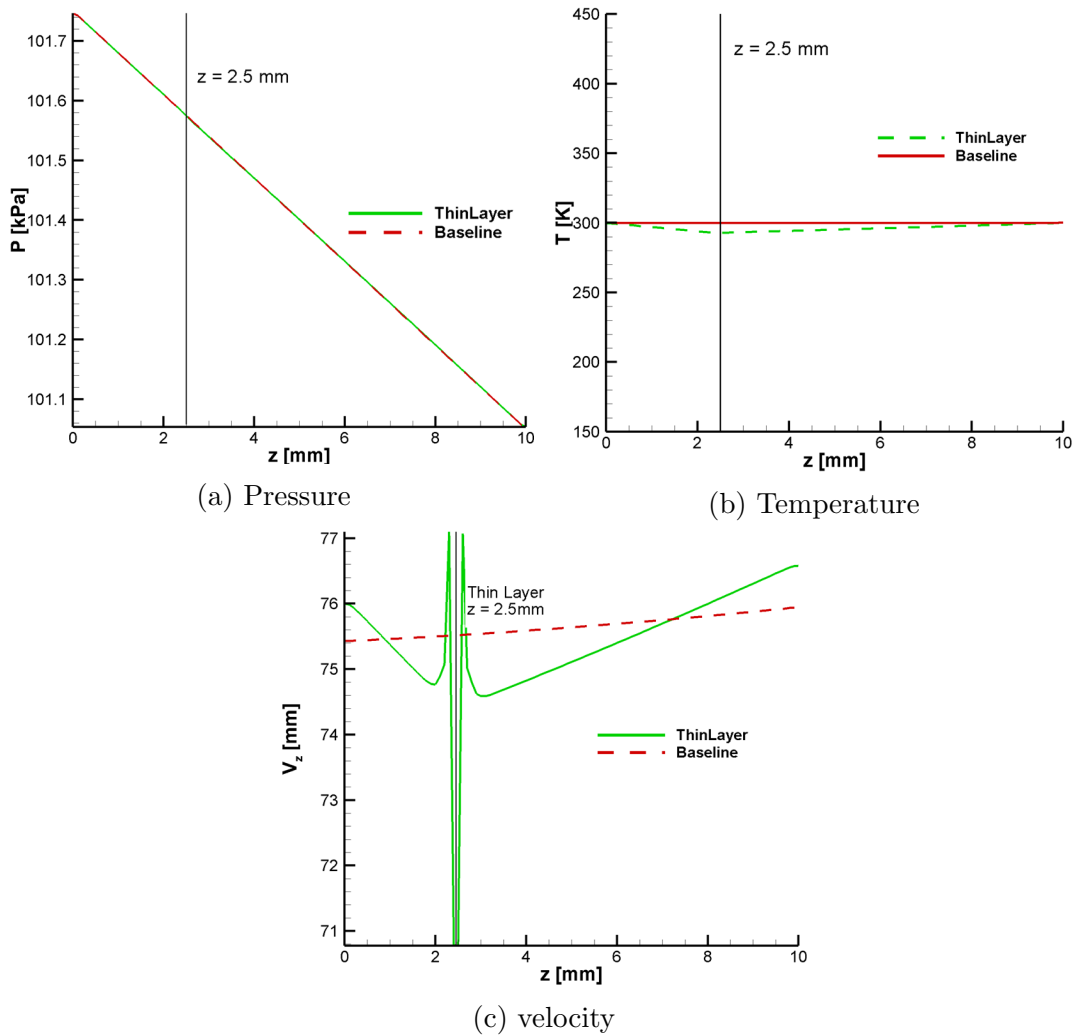 101.7
101.6
101.5
101.4
101.3
101.2
101.1
P [kPa]
z = 2.5 mm
ThinLayer
Baseline
0 2 4 6 8 10
z [mm]
(a) Pressure
450
400
350
300
250
200
150
T [K]
z = 2.5 mm
ThinLayer
Baseline
0 2 4 6 8 10
z [mm]
(b) Temperature
77
76
75
74
73
72
71
Vz [mm]
Thin Layer
z = 2.5mm
ThinLayer
Baseline
0 2 4 6 8 10
z [mm]
(c) velocity